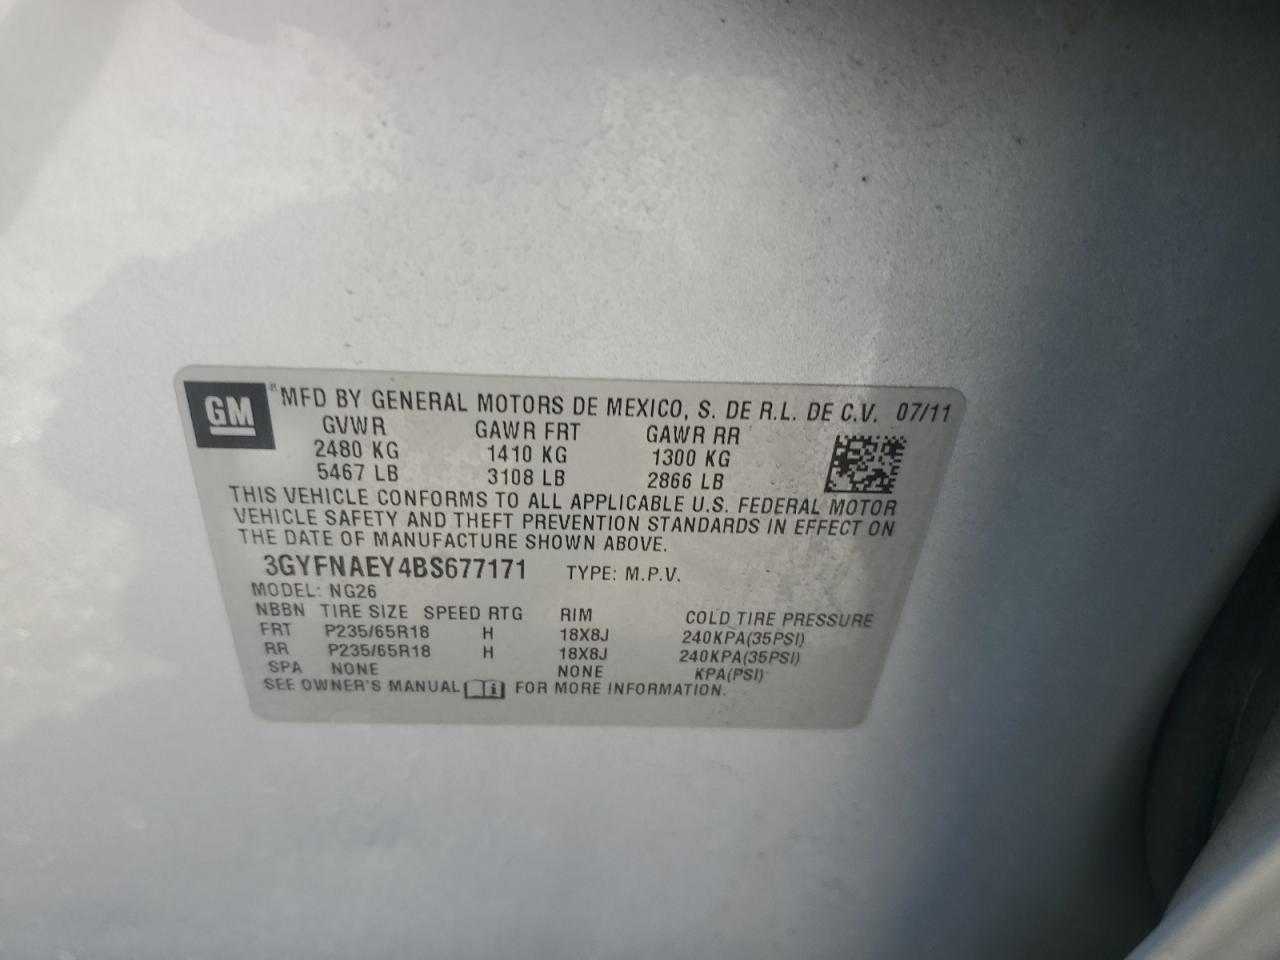 GM ® MFD BY GENERAL MOTORS DE MEXICO, S. DE R.L. DE C.V. 07/11
GVWR GAWR FRT GAWR RR
2480 KG 1410 KG 1300 KG
5467 LB 3108 LB 2866 LB
THIS VEHICLE CONFORMS TO ALL APPLICABLE U.S. FEDERAL MOTOR
VEHICLE SAFETY AND THEFT PREVENTION STANDARDS IN EFFECT ON
THE DATE OF MANUFACTURE SHOWN ABOVE.
3GYFNAEY4BS677171 TYPE: M.P.V.
MODEL: NG26
NBBN TIRE SIZE SPEED RTG RIM COLD TIRE PRESSURE
FRT P235/65R18 H 18X8J 240KPA(35PSI)
RR P235/65R18 H 18X8J 240KPA(35PSI)
SPA NONE NONE KPA(PSI)
SEE OWNER'S MANUAL i FOR MORE INFORMATION.